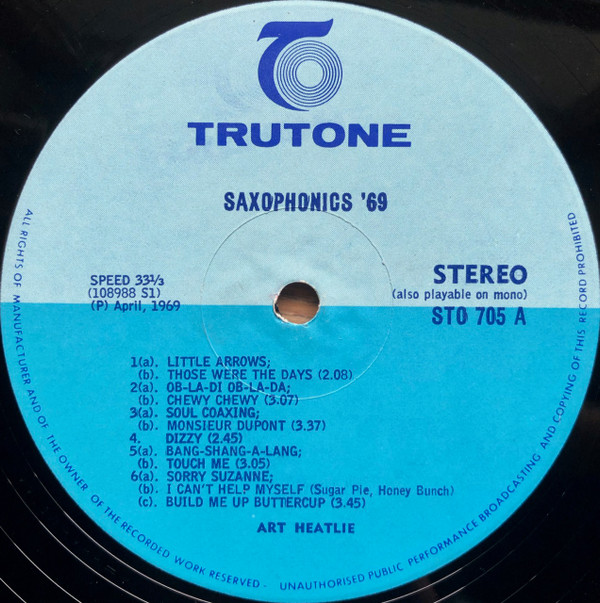 TRUTONE
SAXOPHONICS '69
SPEED 33⅓
(108988 S1)
(P) April, 1969
STEREO
(also playable on mono)
STO 705 A
1(a). LITTLE ARROWS;
(b). THOSE WERE THE DAYS (2.08)
2(a). OB-LA-DI OB-LA-DA;
(b). CHEWY CHEWY (3.07)
3(a). SOUL COAXING;
(b). MONSIEUR DUPONT (3.37)
4. DIZZY (2.45)
5(a). BANG-SHANG-A-LANG;
(b). TOUCH ME (3.05)
6(a). SORRY SUZANNE;
(b). I CAN'T HELP MYSELF (Sugar Pie, Honey Bunch)
(c). BUILD ME UP BUTTERCUP (3.45)
ART HEATLIE
ALL RIGHTS OF MANUFACTURER AND OF THE OWNER OF THE RECORDED WORK RESERVED - UNAUTHORISED PUBLIC PERFORMANCE BROADCASTING AND COPYING OF THIS RECORD PROHIBITED